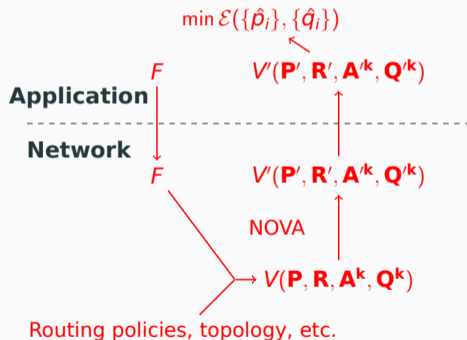 min ℰ({p̂ᵢ}, {q̂ᵢ})
F V′(P′, R′, A′ᵏ, Q′ᵏ)
Application
Network
F V′(P′, R′, A′ᵏ, Q′ᵏ)
NOVA
V(P, R, Aᵏ, Qᵏ)
Routing policies, topology, etc.